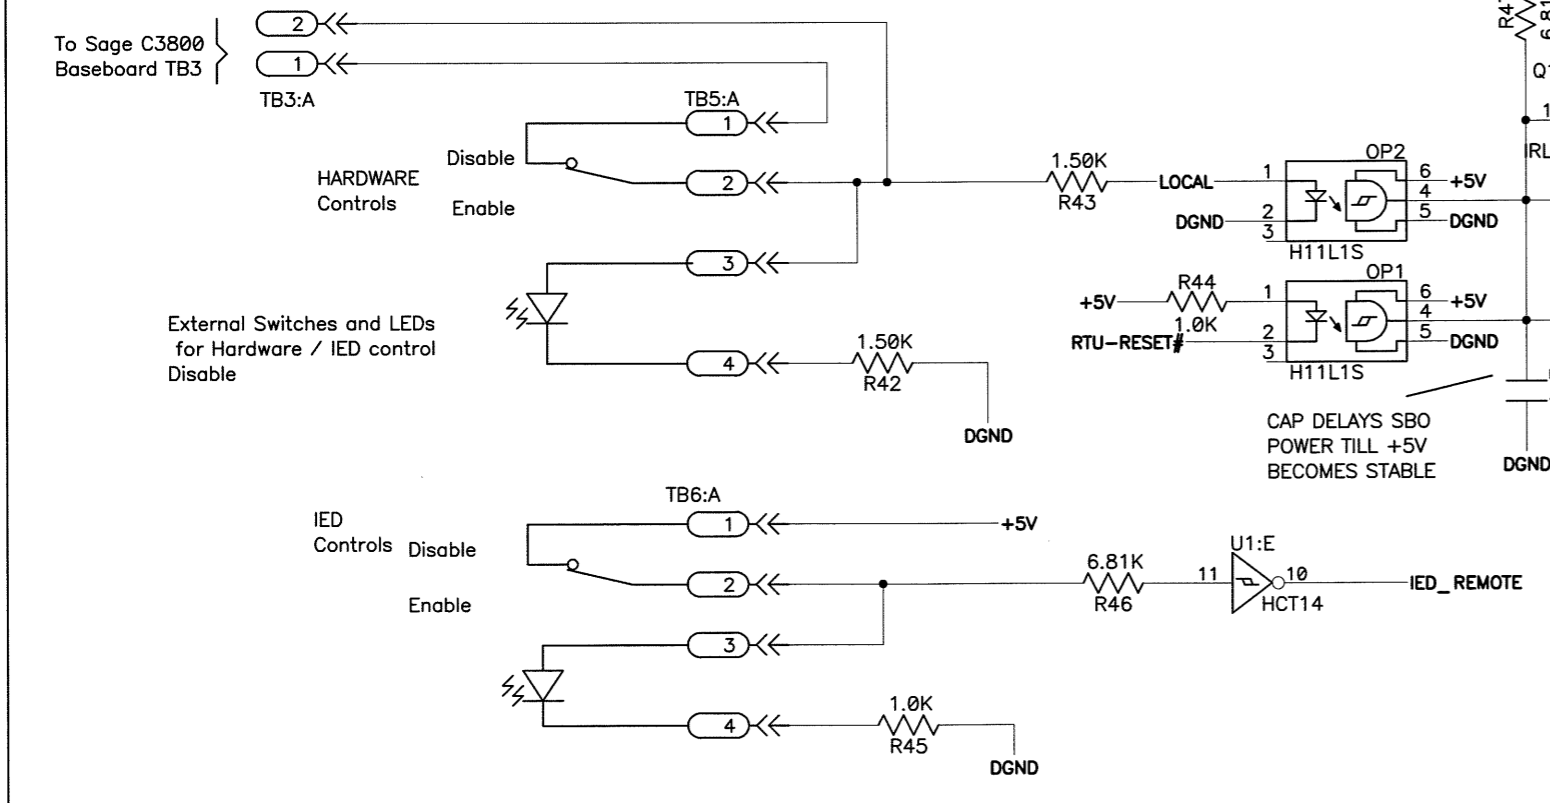 To Sage C3800
Baseboard TB3
2
1
TB3:A
TB5:A
1
Disable
HARDWARE
Controls
2
Enable
3
External Switches and LEDs
for Hardware / IED control
Disable
4
1.50K
R42
DGND
1.50K
R43
LOCAL
1
DGND
2
3
OP2
6
+5V
4
5
DGND
H11L1S
OP1
+5V
R44
1.0K
1
RTU-RESET#
2
3
6
+5V
4
5
DGND
H11L1S
CAP DELAYS SBO
POWER TILL +5V
BECOMES STABLE
DGND
1
IRL
TB6:A
IED
Controls
1
+5V
Disable
2
Enable
3
4
1.0K
R45
DGND
6.81K
R46
11
U1:E
10
HCT14
IED_REMOTE